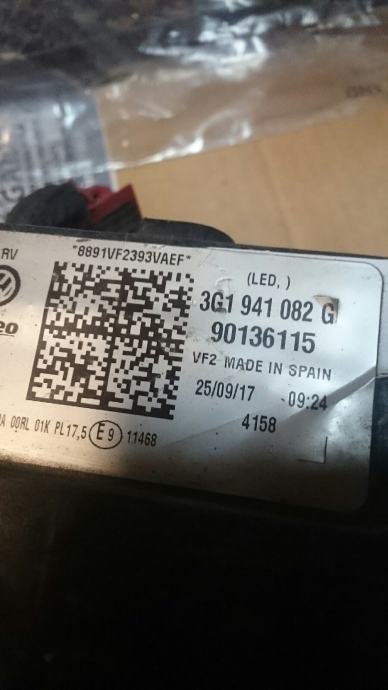 RV
*8891VF2393VAEF*
(LED, )
3G1 941 082 G
90136115
VF2 MADE IN SPAIN
25/09/17 09:24
4158
00RL 01K PL17,5 E9 11468